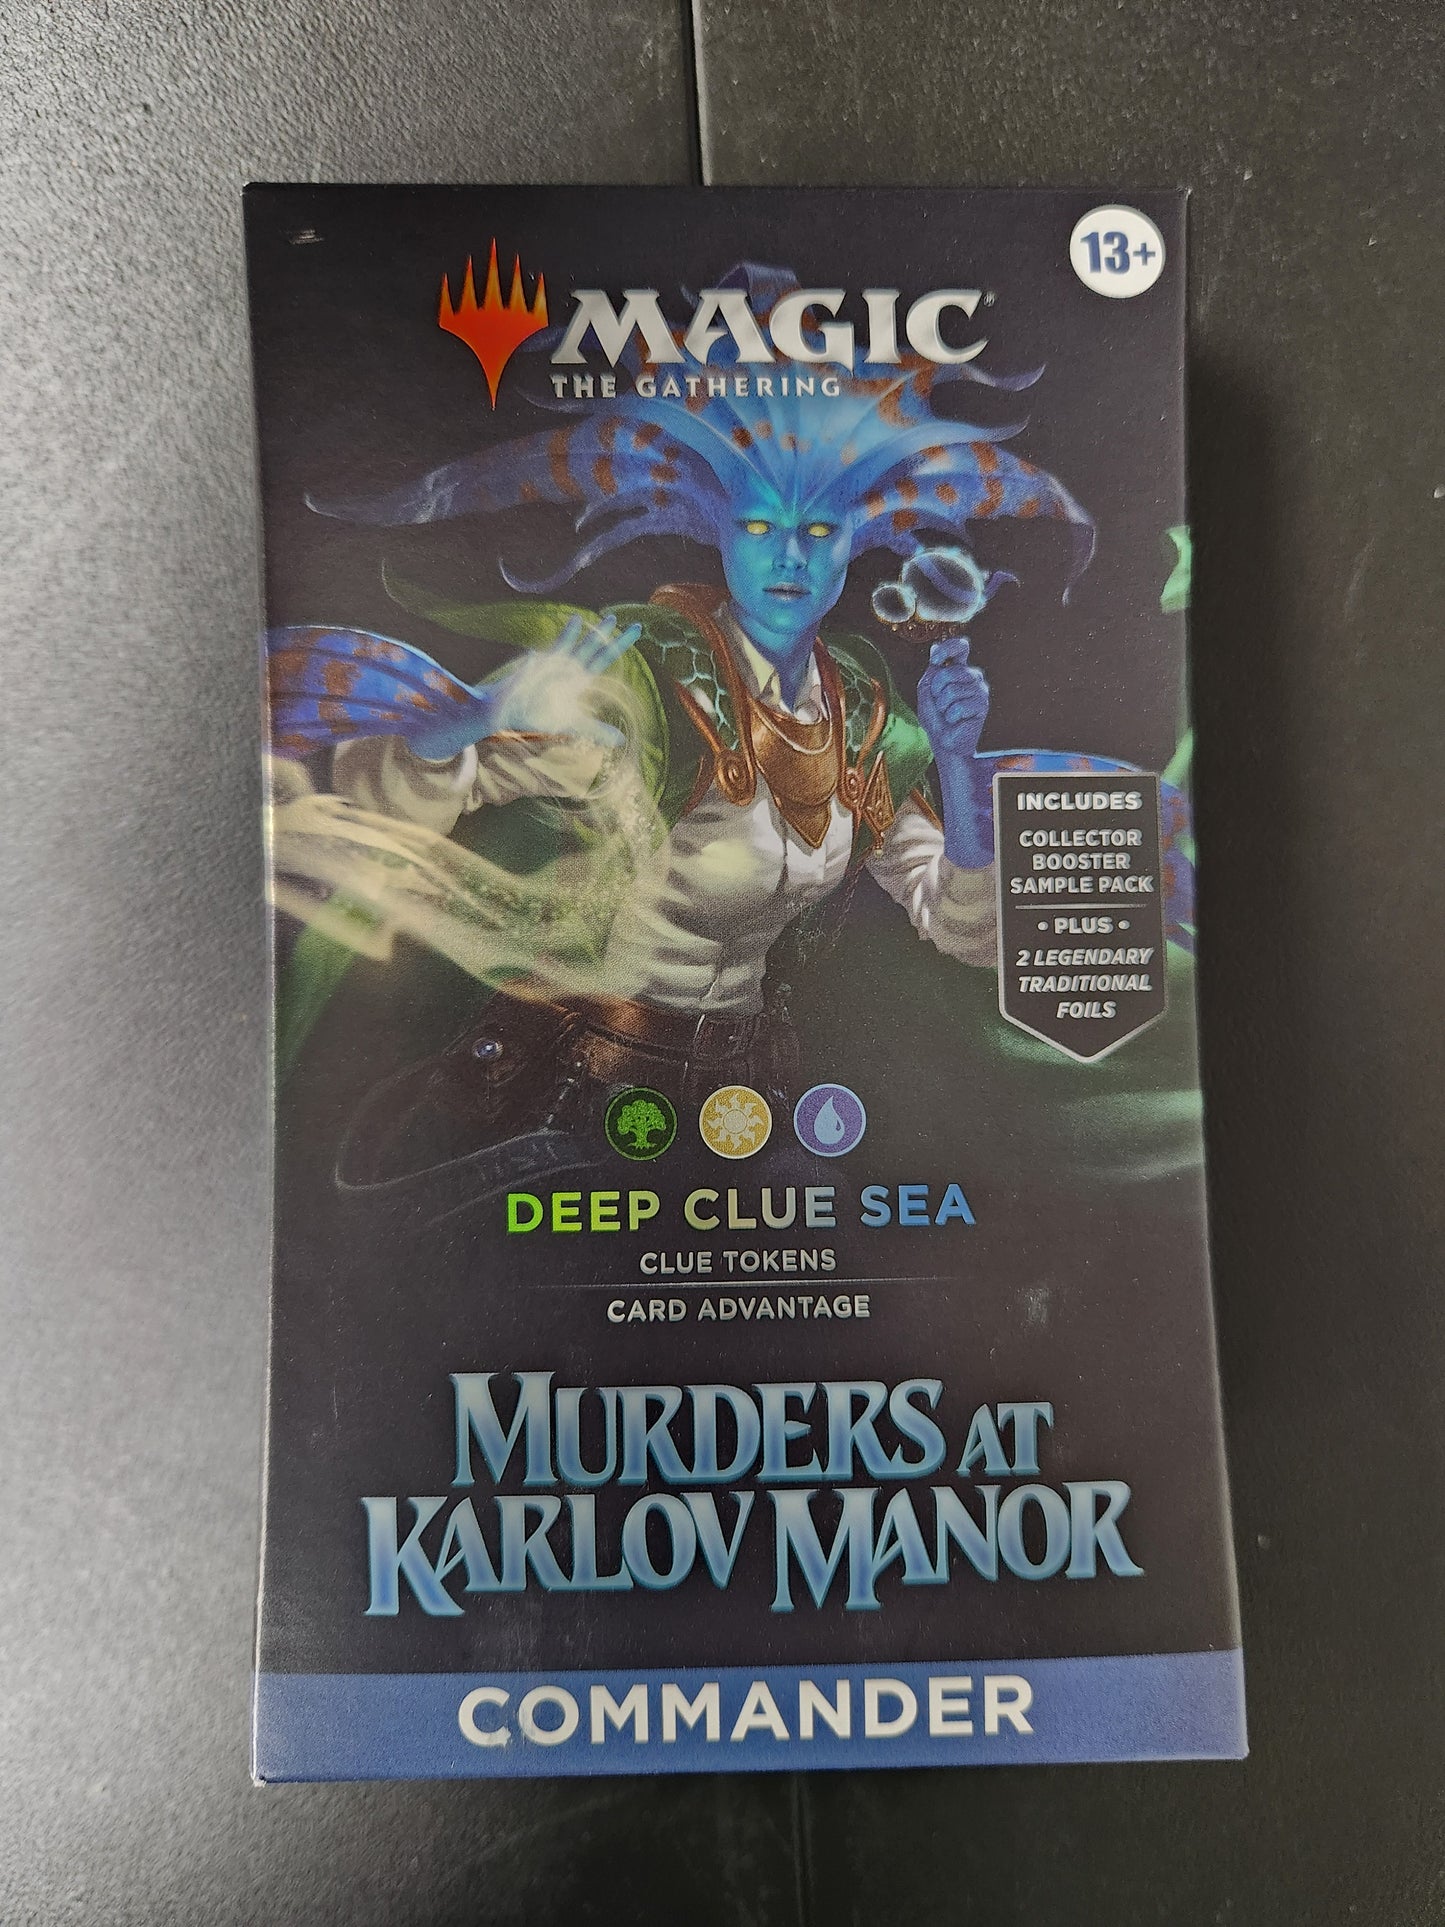 13+
MAGIC®
THE GATHERING
INCLUDES
COLLECTOR
BOOSTER
SAMPLE PACK
• PLUS •
2 LEGENDARY
TRADITIONAL
FOILS
DEEP CLUE SEA
CLUE TOKENS
CARD ADVANTAGE
MURDERS AT
KARLOV MANOR
COMMANDER